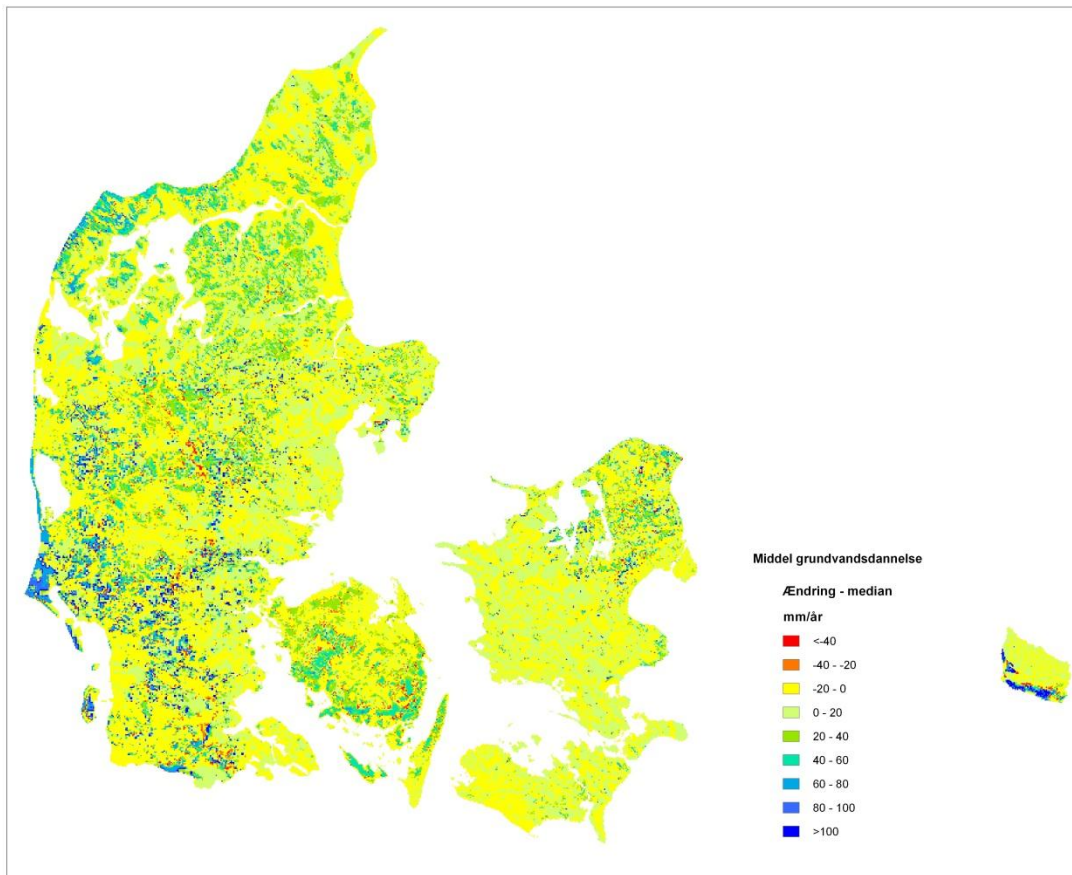 Middel grundvandsdannelse
Ændring - median
mm/år
<-40
-40 - -20
-20 - 0
0 - 20
20 - 40
40 - 60
60 - 80
80 - 100
>100